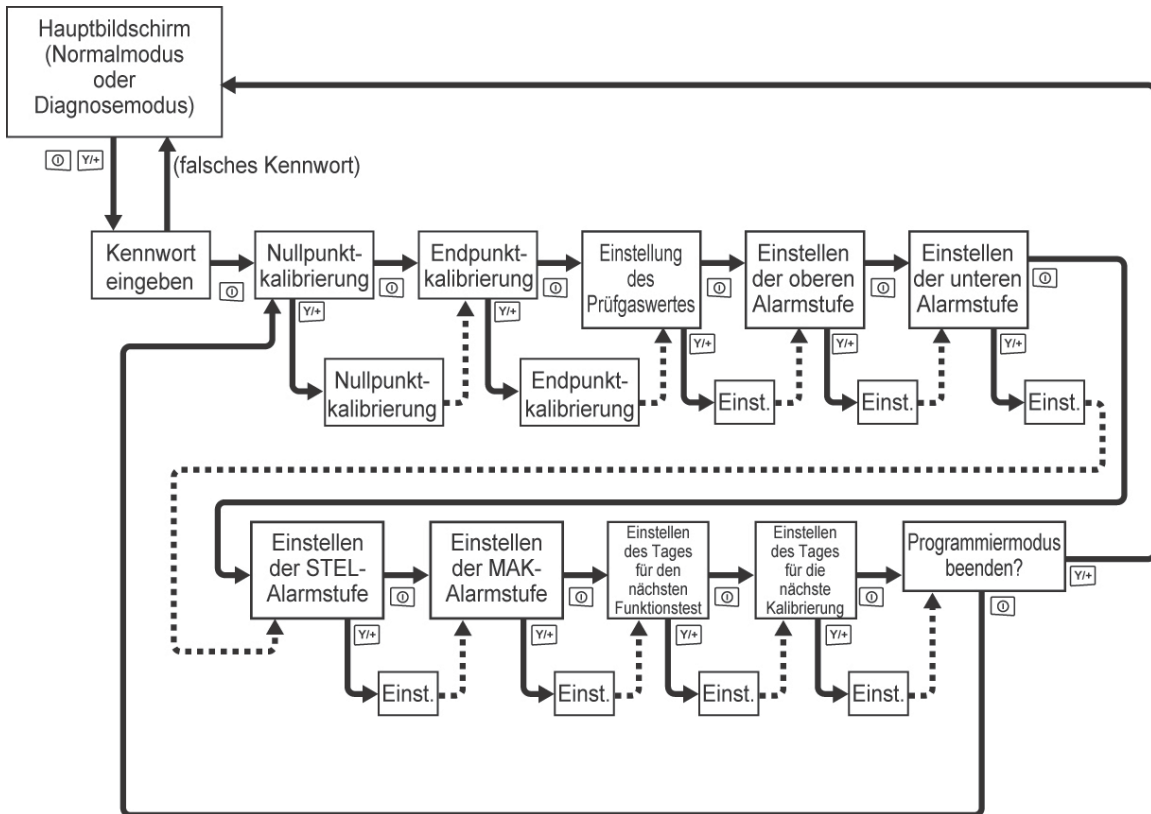 Hauptbildschirm
(Normalmodus
oder
Diagnosemodus)
Y/+
(falsches Kennwort)
Kennwort
eingeben
Nullpunkt-
kalibrierung
Y/+
Endpunkt-
kalibrierung
Y/+
Einstellung
des
Prüfgaswertes
Y/+
Einstellen
der oberen
Alarmstufe
Y/+
Einstellen
der unteren
Alarmstufe
Y/+
Nullpunkt-
kalibrierung
Endpunkt-
kalibrierung
Einst.
Einst.
Einst.
Einstellen
der STEL-
Alarmstufe
Y/+
Einstellen
der MAK-
Alarmstufe
Y/+
Einstellen
des Tages
für den
nächsten
Funktionstest
Y/+
Einstellen
des Tages
für die
nächste
Kalibrierung
Y/+
Programmiermodus
beenden?
Y/+
Einst.
Einst.
Einst.
Einst.